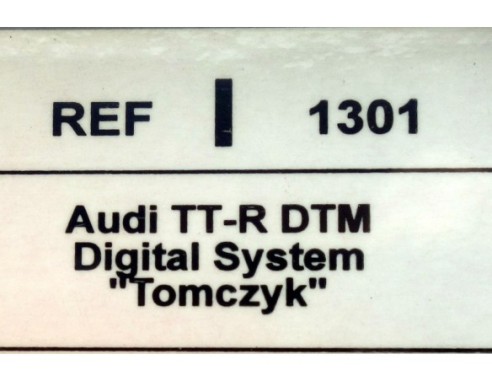 REF | 1301
Audi TT-R DTM
Digital System
"Tomczyk"